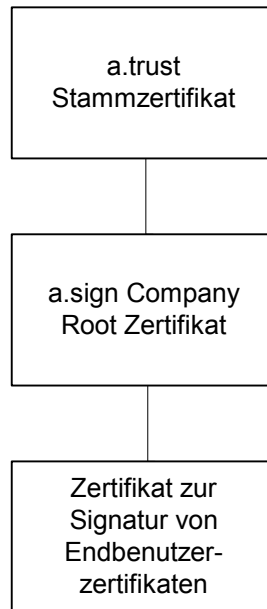 a.trust
Stammzertifikat
a.sign Company
Root Zertifikat
Zertifikat zur
Signatur von
Endbenutzer-
zertifikaten